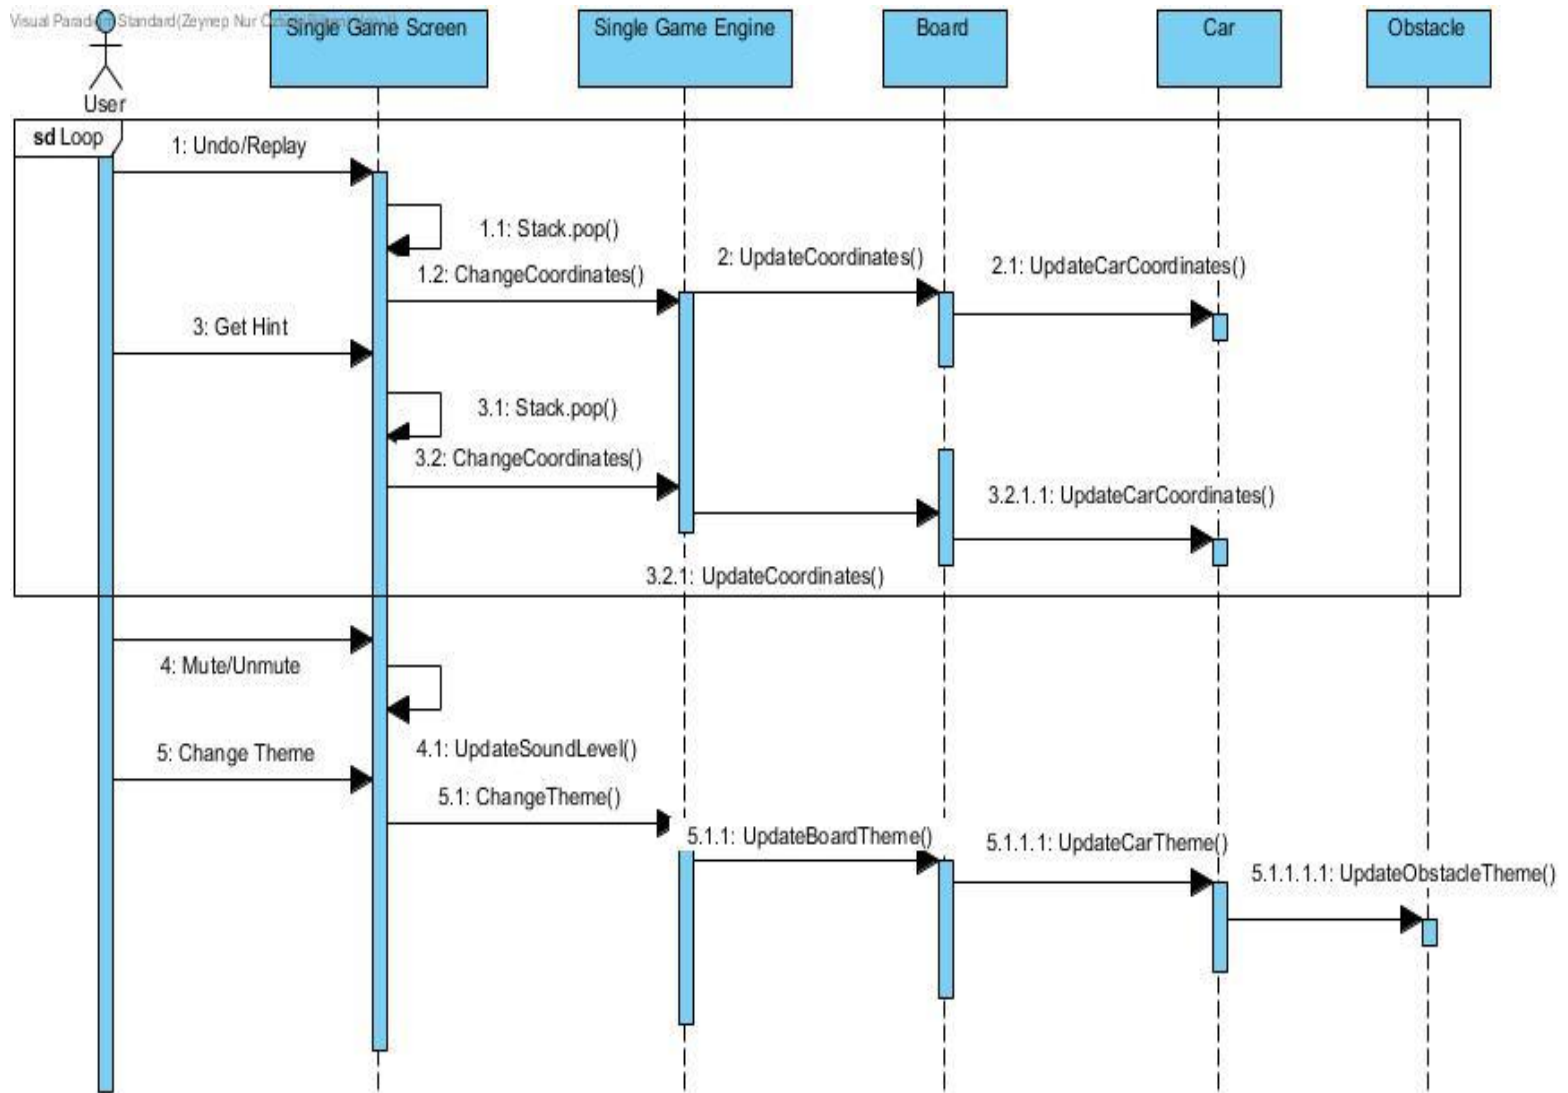 Visual Paradigm Standard(Zeynep Nur
User
Single Game Screen
Single Game Engine
Board
Car
Obstacle
sd Loop
1: Undo/Replay
1.1: Stack.pop()
1.2: ChangeCoordinates()
2: UpdateCoordinates()
2.1: UpdateCarCoordinates()
3: Get Hint
3.1: Stack.pop()
3.2: ChangeCoordinates()
3.2.1.1: UpdateCarCoordinates()
3.2.1: UpdateCoordinates()
4: Mute/Unmute
4.1: UpdateSoundLevel()
5: Change Theme
5.1: ChangeTheme()
5.1.1: UpdateBoardTheme()
5.1.1.1: UpdateCarTheme()
5.1.1.1.1: UpdateObstacleTheme()